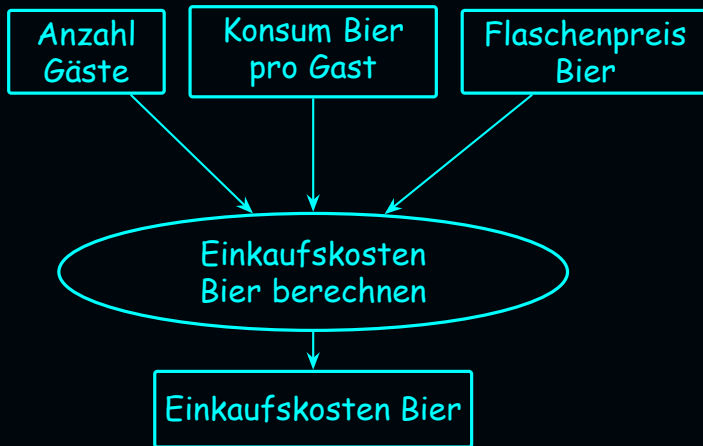 Anzahl
Gäste
Konsum Bier
pro Gast
Flaschenpreis
Bier
Einkaufskosten
Bier berechnen
Einkaufskosten Bier